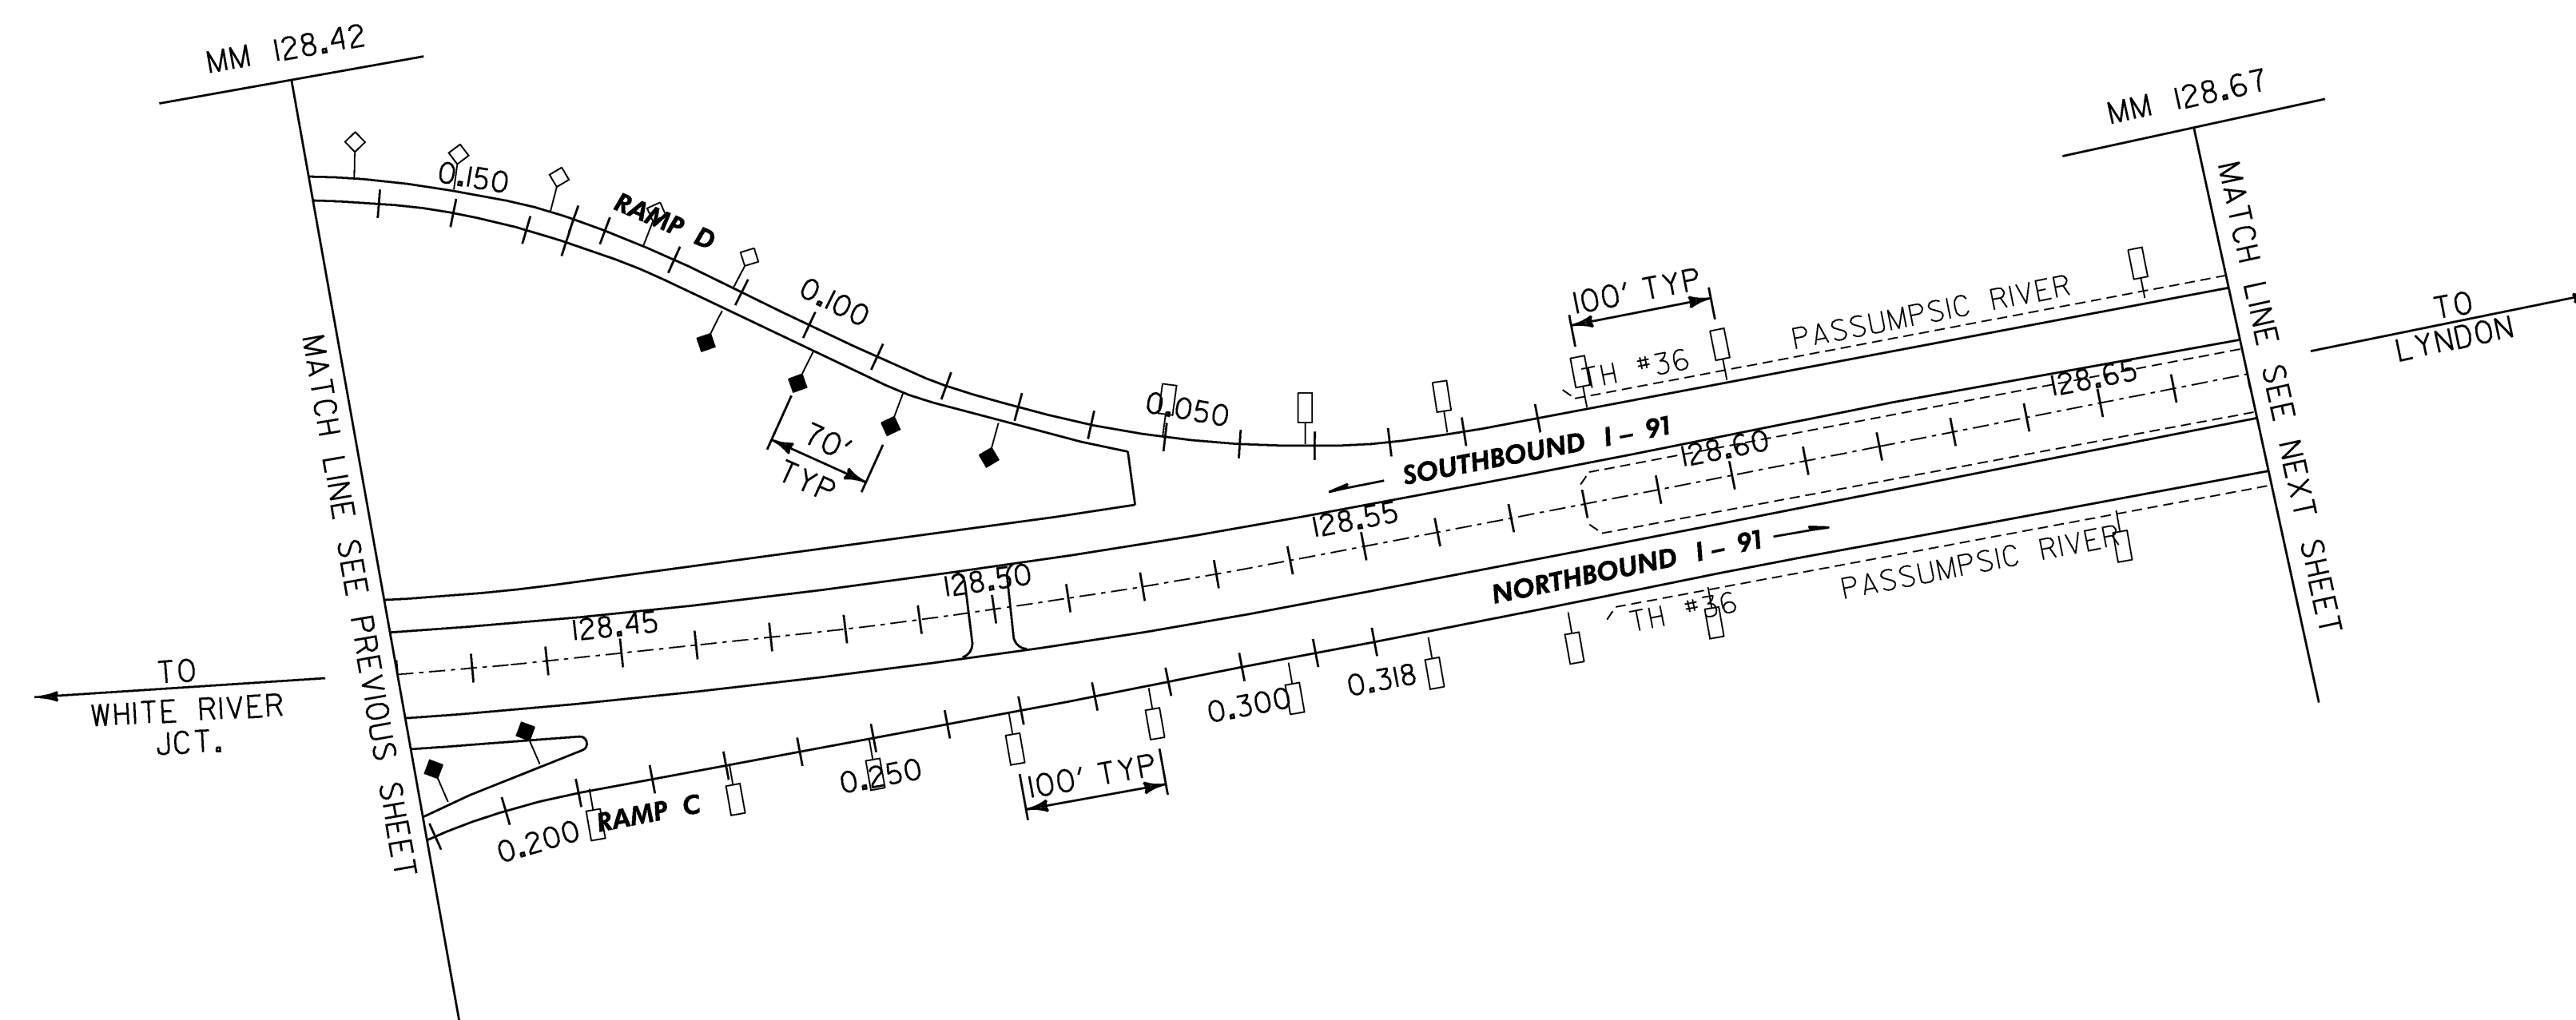 MM 128.42
MM 128.67
0.150
RAMP D
0.100
0.050
100' TYP
TH #36
PASSUMPSIC RIVER
70'
TYP
SOUTHBOUND I-91
128.65
128.60
128.55
128.50
128.45
NORTHBOUND I-91
PASSUMPSIC RIVER
TH #36
MATCH LINE SEE PREVIOUS SHEET
MATCH LINE SEE NEXT SHEET
TO
LYNDON
TO
WHITE RIVER
JCT.
0.318
0.300
100' TYP
0.250
RAMP C
0.200